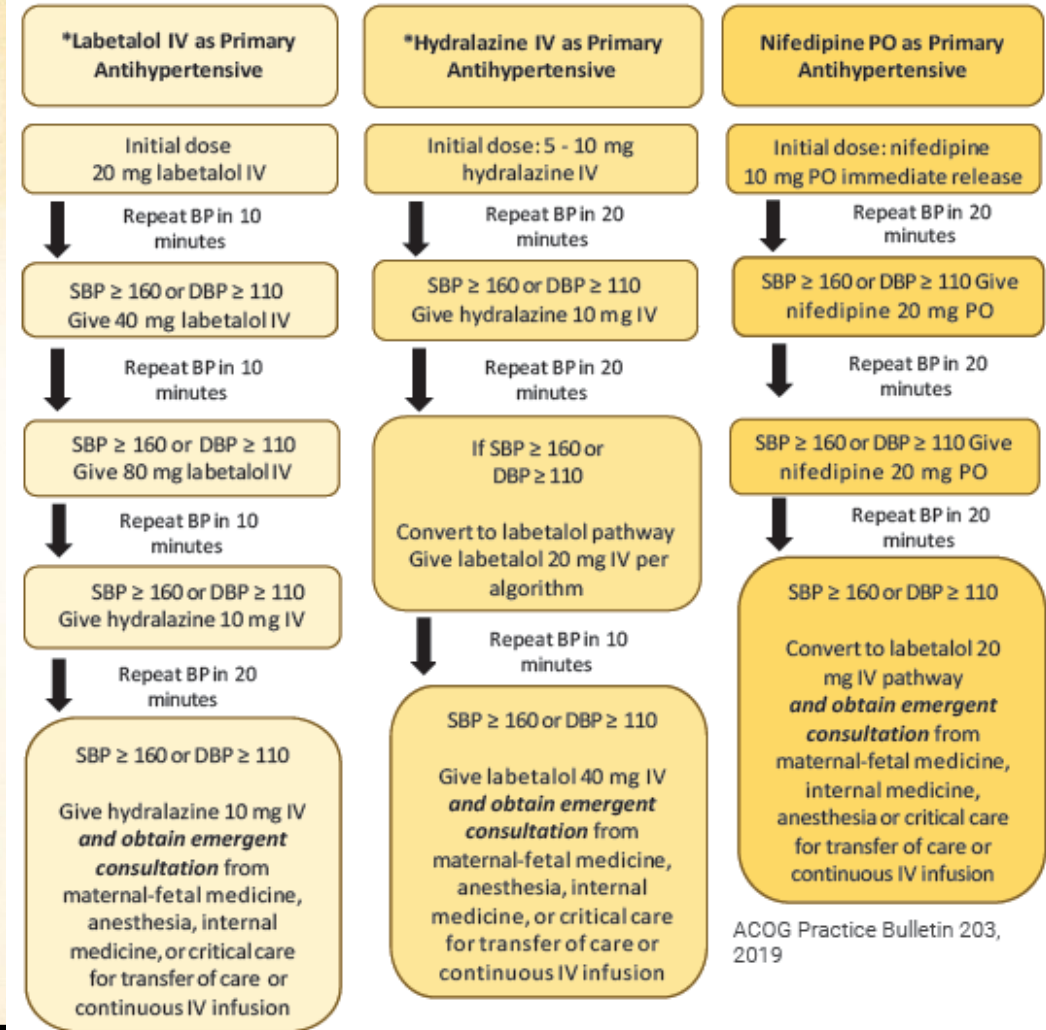 *Labetalol IV as Primary
Antihypertensive
Initial dose
20 mg labetalol IV
Repeat BP in 10
minutes
SBP ≥ 160 or DBP ≥ 110
Give 40 mg labetalol IV
Repeat BP in 10
minutes
SBP ≥ 160 or DBP ≥ 110
Give 80 mg labetalol IV
Repeat BP in 10
minutes
SBP ≥ 160 or DBP ≥ 110
Give hydralazine 10 mg IV
Repeat BP in 20
minutes
SBP ≥ 160 or DBP ≥ 110
Give hydralazine 10 mg IV
and obtain emergent
consultation from
maternal-fetal medicine,
anesthesia, internal
medicine, or critical care
for transfer of care or
continuous IV infusion
*Hydralazine IV as Primary
Antihypertensive
Initial dose: 5 - 10 mg
hydralazine IV
Repeat BP in 20
minutes
SBP ≥ 160 or DBP ≥ 110
Give hydralazine 10 mg IV
Repeat BP in 20
minutes
If SBP ≥ 160 or
DBP ≥ 110
Convert to labetalol pathway
Give labetalol 20 mg IV per
algorithm
Repeat BP in 10
minutes
SBP ≥ 160 or DBP ≥ 110
Give labetalol 40 mg IV
and obtain emergent
consultation from
maternal-fetal medicine,
anesthesia, internal
medicine, or critical care
for transfer of care or
continuous IV infusion
Nifedipine PO as Primary
Antihypertensive
Initial dose: nifedipine
10 mg PO immediate release
Repeat BP in 20
minutes
SBP ≥ 160 or DBP ≥ 110 Give
nifedipine 20 mg PO
Repeat BP in 20
minutes
SBP ≥ 160 or DBP ≥ 110 Give
nifedipine 20 mg PO
Repeat BP in 20
minutes
SBP ≥ 160 or DBP ≥ 110
Convert to labetalol 20
mg IV pathway
and obtain emergent
consultation from
maternal-fetal medicine,
internal medicine,
anesthesia or critical care
for transfer of care or
continuous IV infusion
ACOG Practice Bulletin 203,
2019